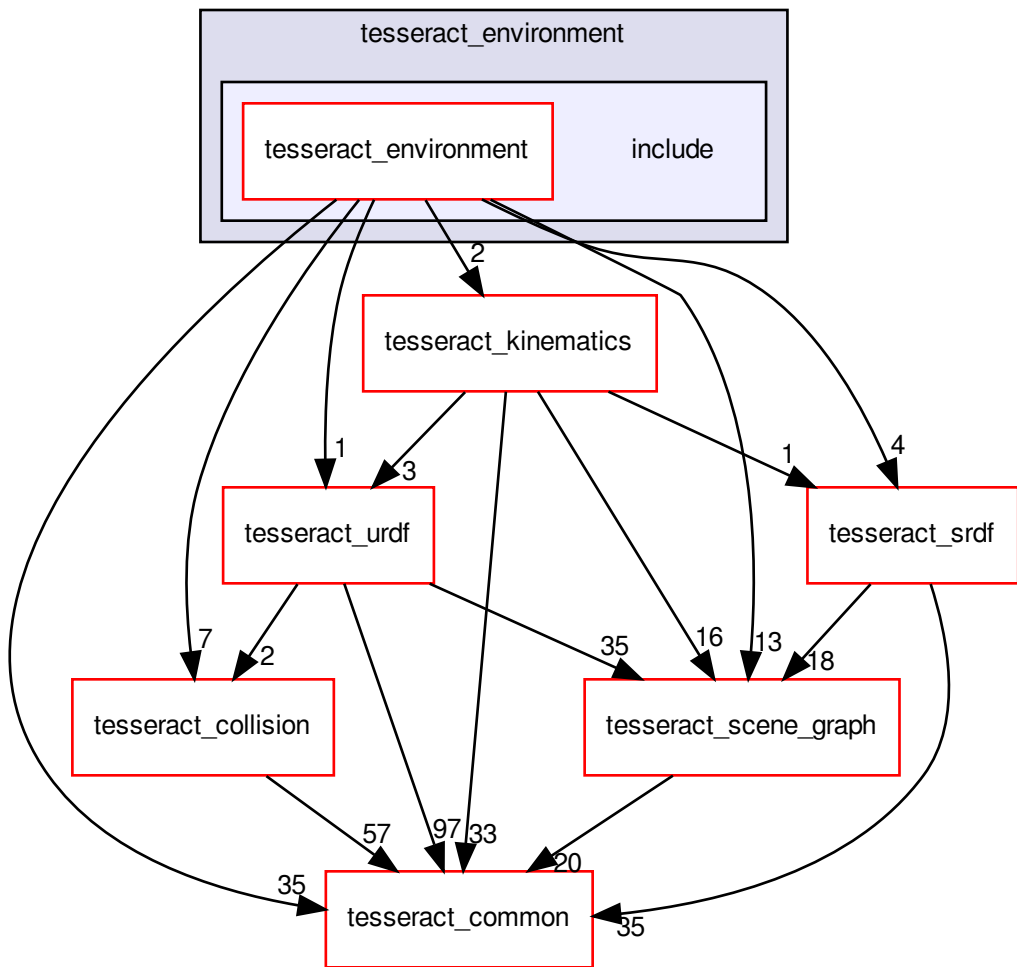 tesseract_environment
tesseract_environment
include
2
tesseract_kinematics
1
3
1
4
tesseract_urdf
tesseract_srdf
7
2
35
16
13
18
tesseract_collision
tesseract_scene_graph
57
97
33
20
35
35
tesseract_common